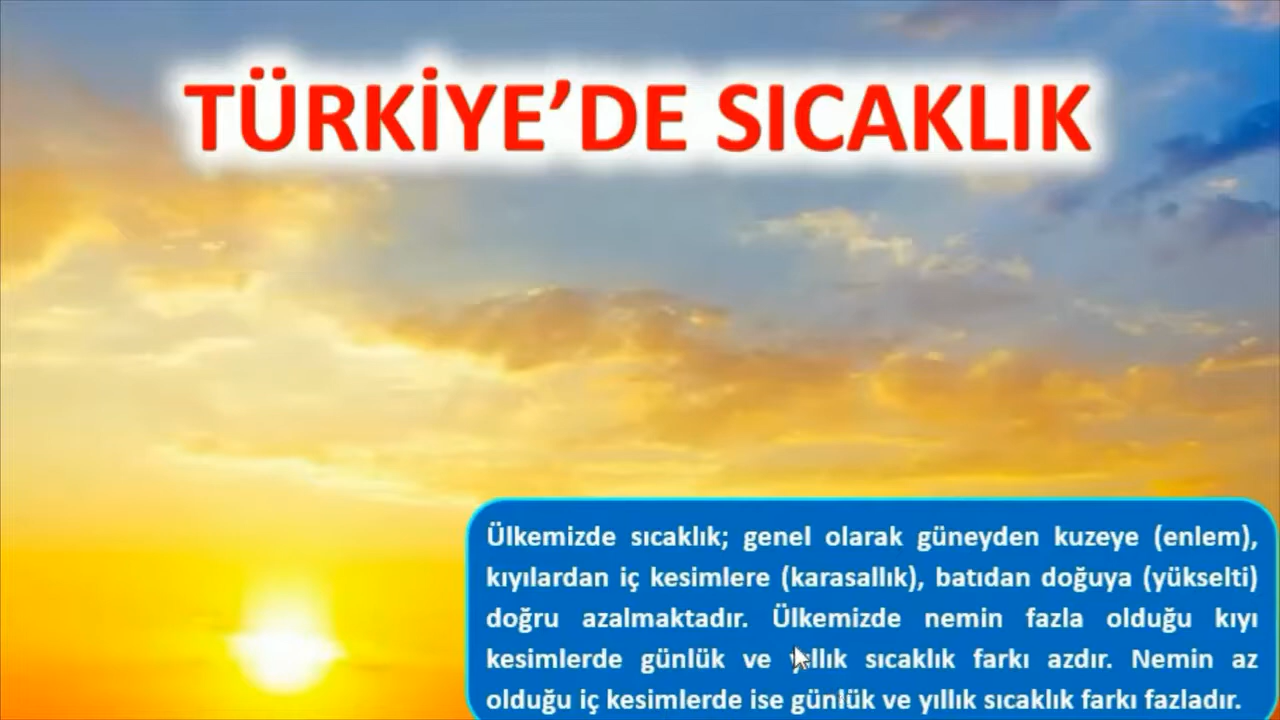 TÜRKİYE’DE SICAKLIK
Ülkemizde sıcaklık; genel olarak güneyden kuzeye (enlem),
kıyılardan iç kesimlere (karasallık), batıdan doğuya (yükselti)
doğru azalmaktadır. Ülkemizde nemin fazla olduğu kıyı
kesimlerde günlük ve yıllık sıcaklık farkı azdır. Nemin az
olduğu iç kesimlerde ise günlük ve yıllık sıcaklık farkı fazladır.